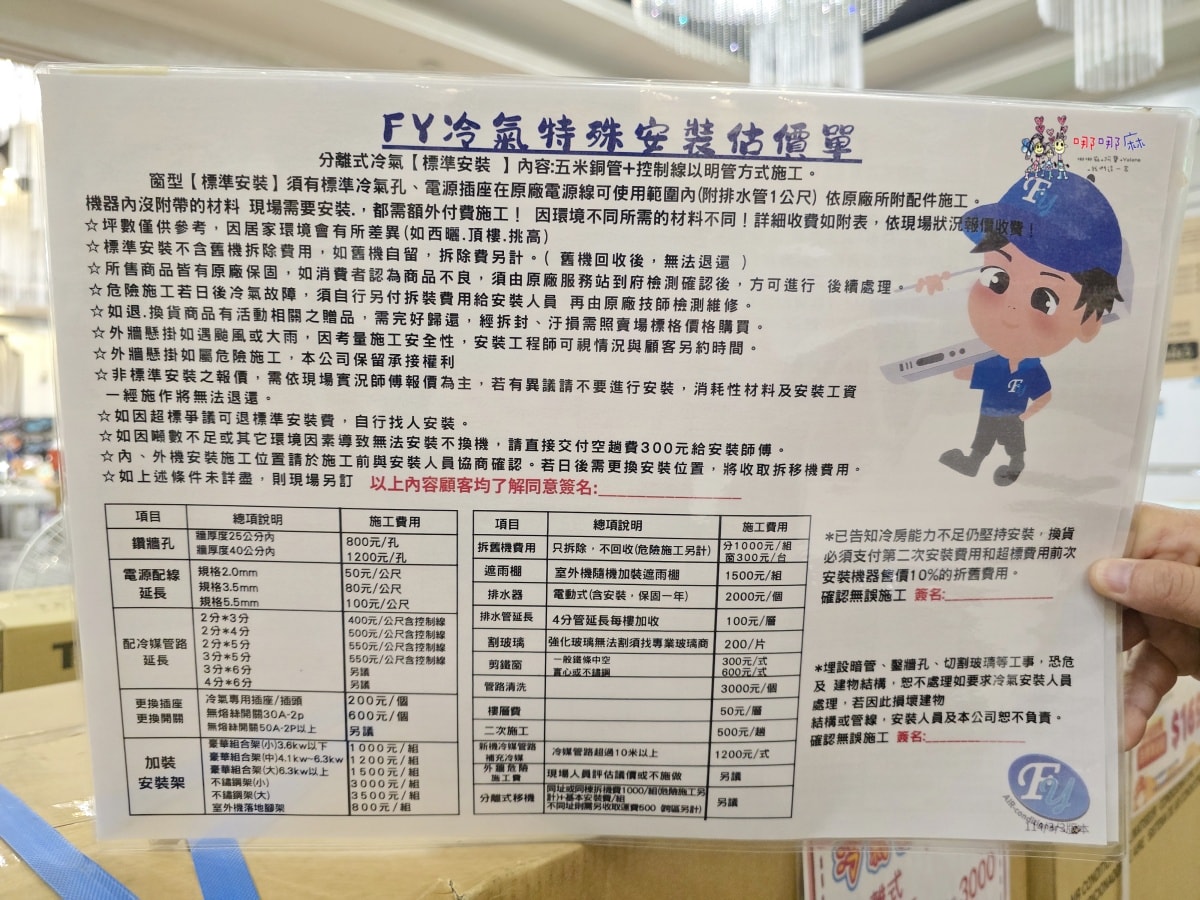 FY冷氣特殊安裝估價單
哪哪麻
分離式冷氣【標準安裝 】內容:五米銅管+控制線以明管方式施工。
窗型【標準安裝】須有標準冷氣孔、電源插座在原廠電源線可使用範圍內(附排水管1公尺) 依原廠所附配件施工。
機器內沒附帶的材料 現場需要安裝.，都需額外付費施工！ 因環境不同所需的材料不同！詳細收費如附表，依現場狀況報價收費！
☆坪數僅供參考，因居家環境會有所差異(如西曬.頂樓.挑高)
☆標準安裝不含舊機拆除費用，如舊機自留，拆除費另計。( 舊機回收後，無法退還 )
☆所售商品皆有原廠保固，如消費者認為商品不良，須由原廠服務站到府檢測確認後，方可進行 後續處理。
☆危險施工若日後冷氣故障，須自行另付拆裝費用給安裝人員 再由原廠技師檢測維修。
☆如退.換貨商品有活動相關之贈品，需完好歸還，經拆封、汙損需照賣場標格價格購買。
☆外牆懸掛如遇颱風或大雨，因考量施工安全性，安裝工程師可視情況與顧客另約時間。
☆外牆懸掛如屬危險施工，本公司保留承接權利
☆非標準安裝之報價，需依現場實況師傅報價為主，若有異議請不要進行安裝，消耗性材料及安裝工資
一經施作將無法退還。
☆如因超標爭議可退標準安裝費，自行找人安裝。
☆如因噸數不足或其它環境因素導致無法安裝不換機，請直接交付空趟費300元給安裝師傅。
☆內、外機安裝施工位置請於施工前與安裝人員協商確認。若日後需更換安裝位置，將收取拆移機費用。
☆如上述條件未詳盡，則現場另訂 以上內容顧客均了解同意簽名:
項目 總項說明 施工費用
鑽牆孔 牆厚度25公分內 800元/孔
牆厚度40公分內 1200元/孔
電源配線延長 規格2.0mm 50元/公尺
規格3.5mm 80元/公尺
規格5.5mm 100元/公尺
配冷媒管路延長 2分*3分 400元/公尺含控制線
2分*4分 500元/公尺含控制線
2分*5分 550元/公尺含控制線
3分*5分 550元/公尺含控制線
3分*6分 另議
4分*6分 另議
更換插座 冷氣專用插座/插頭 200元/個
更換開關 無熔絲開關30A-2p 600元/個
無熔絲開關50A-2P以上 另議
加裝安裝架 豪華組合架(小)3.6kw以下 1000元/組
豪華組合架(中)4.1kw~6.3kw 1200元/組
豪華組合架(大)6.3kw以上 1500元/組
不鏽鋼架(小) 3000元/組
不鏽鋼架(大) 3500元/組
室外機落地腳架 800元/組
項目 總項說明 施工費用
拆舊機費用 只拆除，不回收(危險施工另計) 分1000元/組
窗300元/台
遮雨棚 室外機隨機加裝遮雨棚 1500元/組
排水器 電動式(含安裝，保固一年) 2000元/個
排水管延長 4分管延長每樓加收 100元/層
割玻璃 強化玻璃無法割須找專業玻璃商 200/片
剪鐵窗 一般鐵條中空 300元/式
實心或不鏽鋼 600元/式
管路清洗 3000元/個
樓層費 50元/層
二次施工 500元/趟
新機冷媒管路補充冷媒 冷媒管路超過10米以上 1200元/式
外牆危險施工費 現場人員評估議價或不施做 另議
分離式移機 同址或同棟拆機費1000/組(危險施工另計)+基本安裝費/組 另議
不同址則需另收取運費500 (跨區另計)
*已告知冷房能力不足仍堅持安裝，換貨
必須支付第二次安裝費用和超標費用前次
安裝機器售價10%的折舊費用。
確認無誤施工 簽名:
*埋設暗管、鑿牆孔、切割玻璃等工事，恐危
及 建物結構，恕不處理如要求冷氣安裝人員
處理，若因此損壞建物
結構或管線，安裝人員及本公司恕不負責。
確認無誤施工 簽名:
Fy
3000